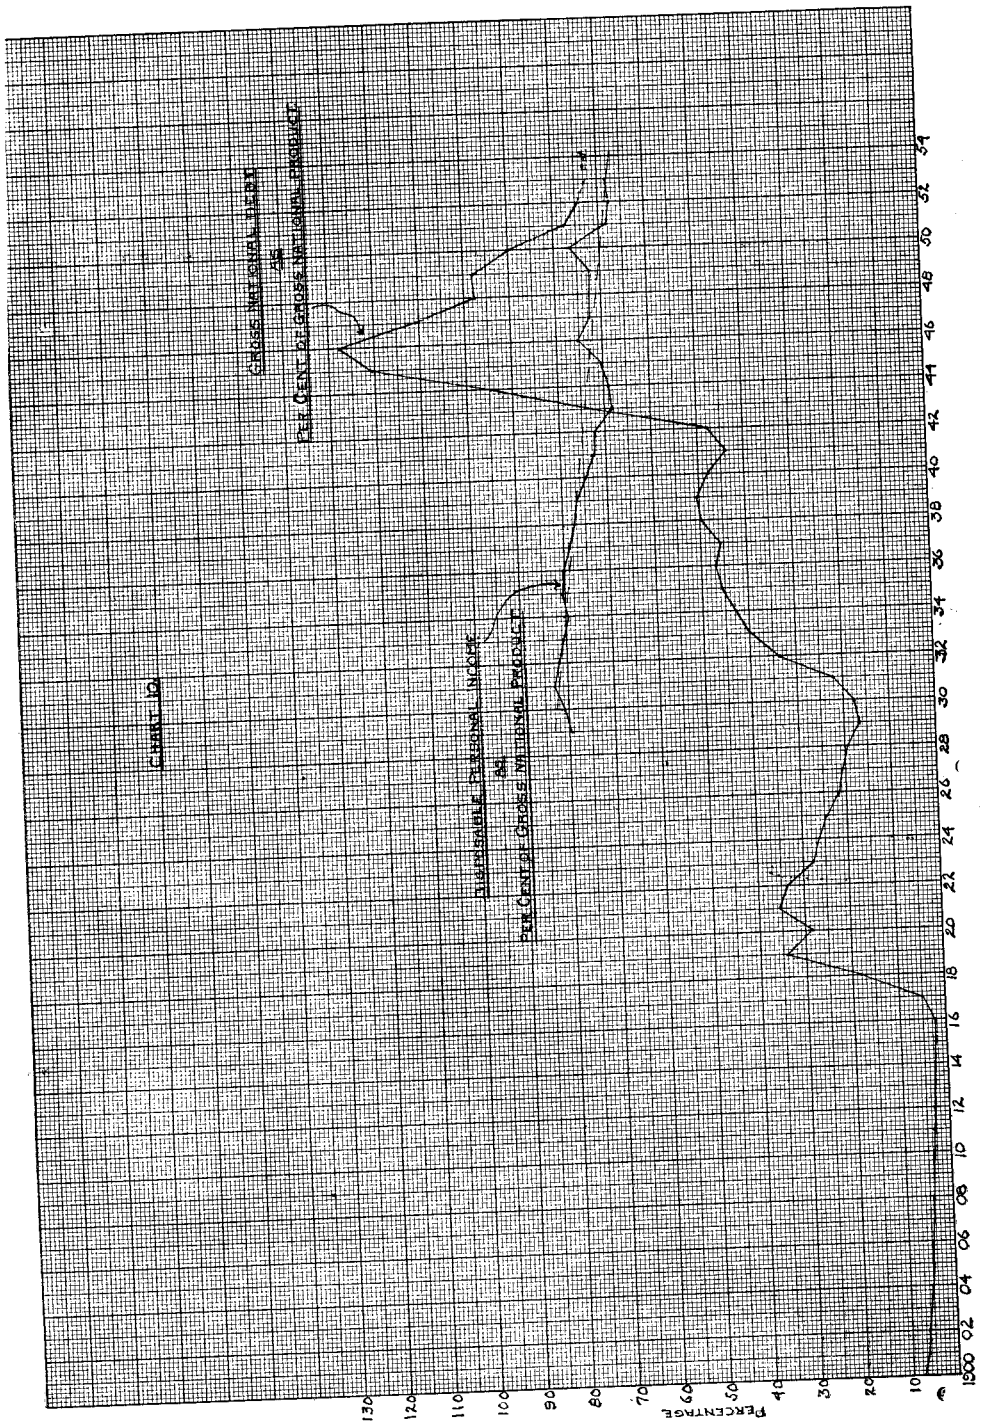 CHART 10.
GROSS NATIONAL DEBT
AS
PER CENT OF GROSS NATIONAL PRODUCT
DISPOSABLE PERSONAL INCOME
AS
PER CENT OF GROSS NATIONAL PRODUCT
PERCENTAGE
130
120
110
100
90
80
70
60
50
40
30
20
10
1900 02 04 06 08 10 12 14 16 18 20 22 24 26 28 30 32 34 36 38 40 42 44 46 48 50 52 54